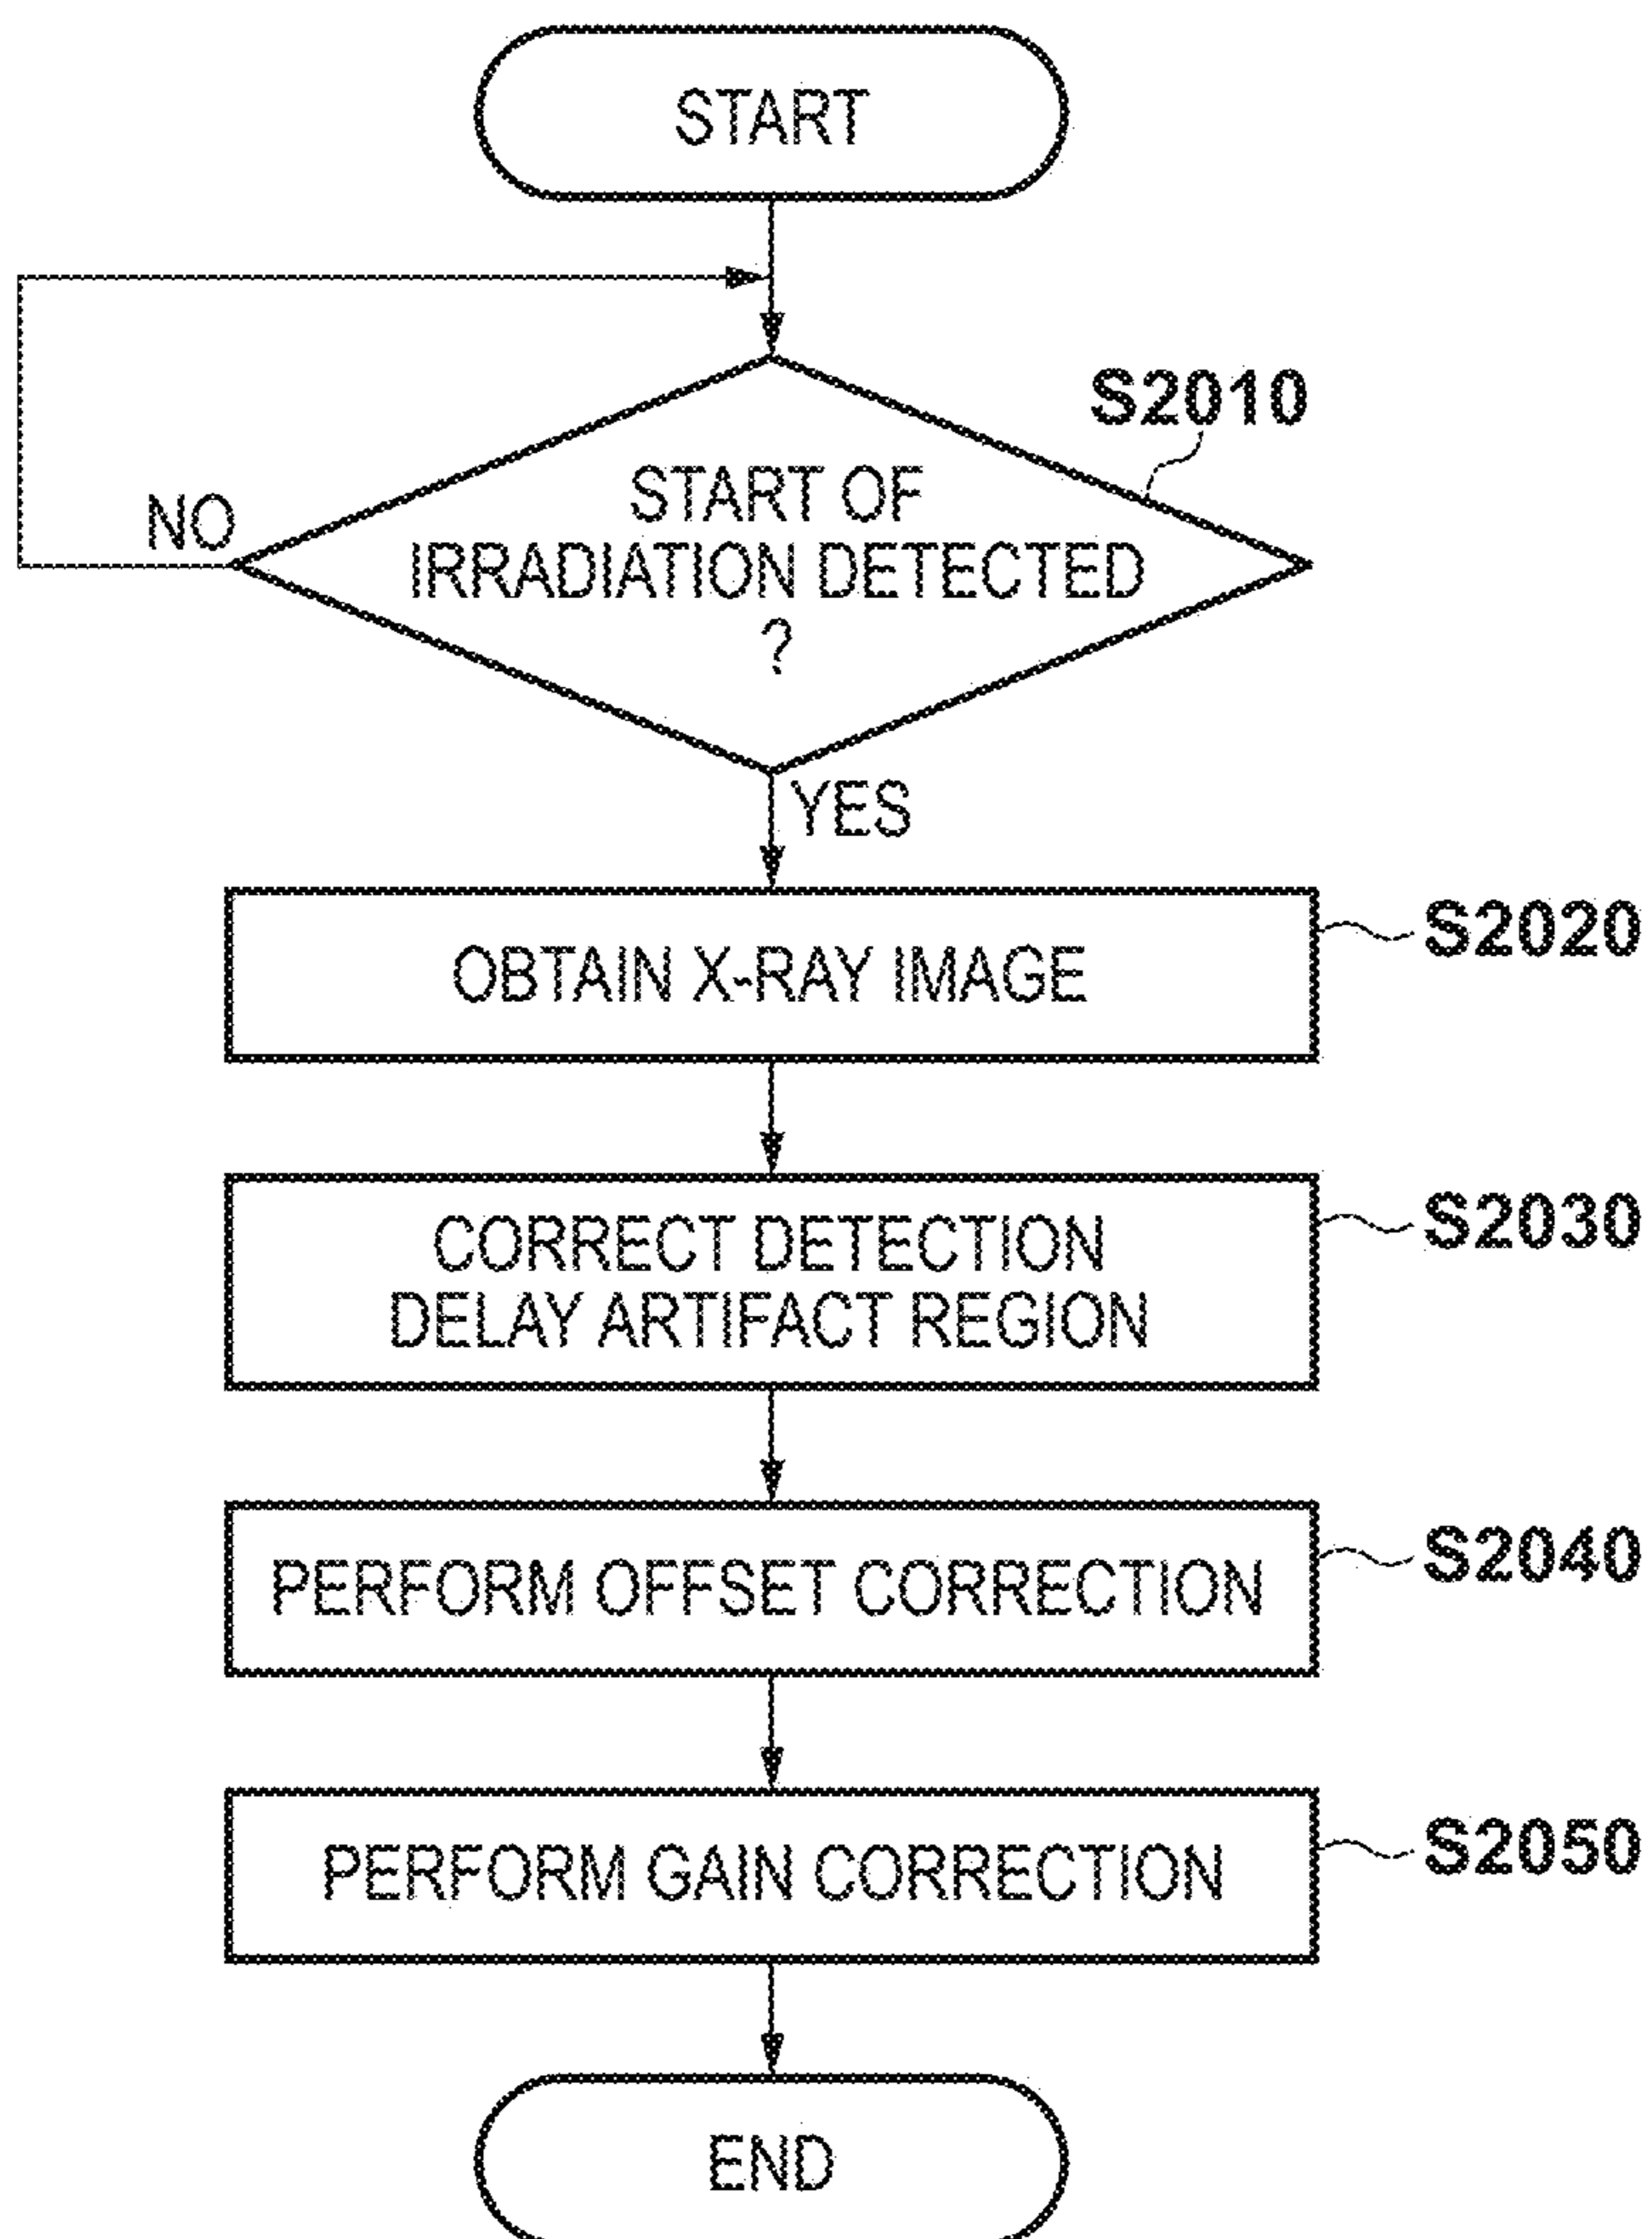 START
S2010
START OF
IRRADIATION DETECTED
?
NO
YES
OBTAIN X-RAY IMAGE
S2020
CORRECT DETECTION
DELAY ARTIFACT REGION
S2030
PERFORM OFFSET CORRECTION
S2040
PERFORM GAIN CORRECTION
S2050
END